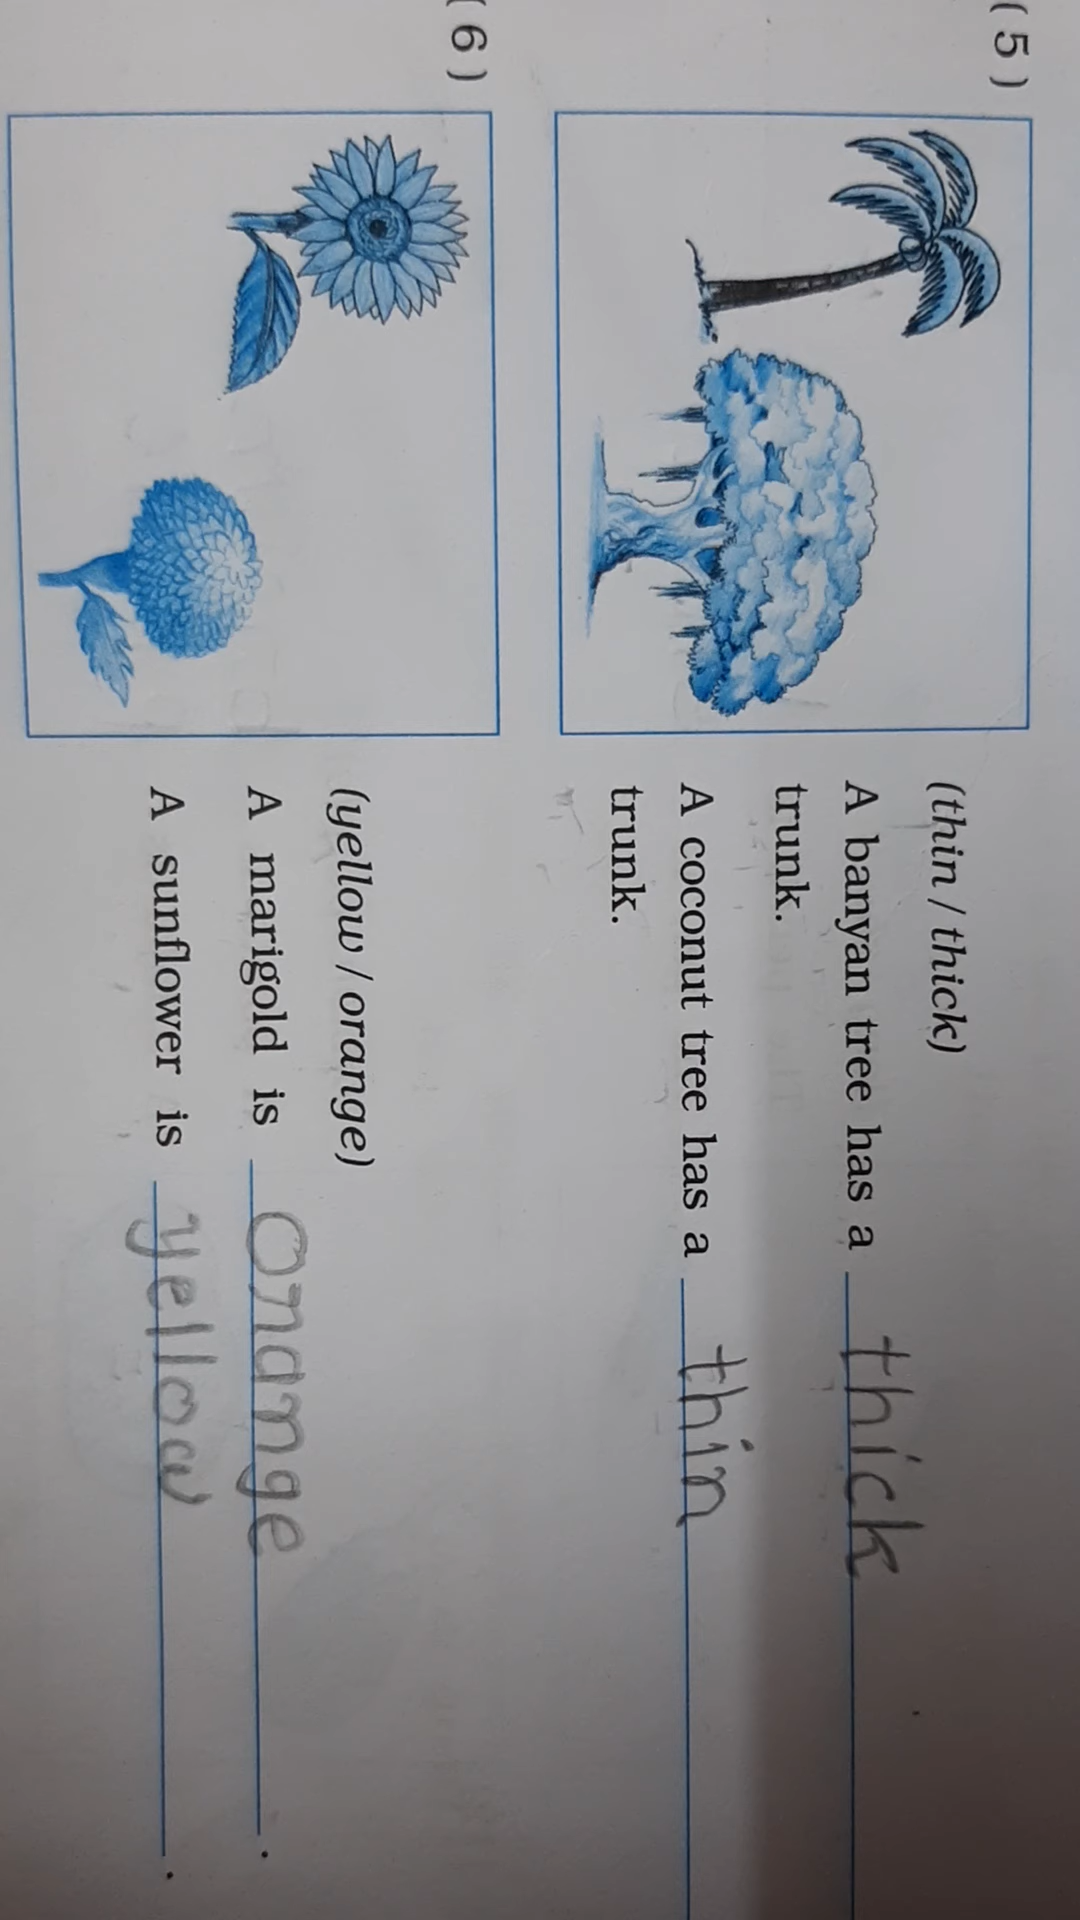 (5)
(thin / thick)
A banyan tree has a thick
trunk.
A coconut tree has a thin
trunk.
(6)
(yellow / orange)
A marigold is orange.
A sunflower is yellow.